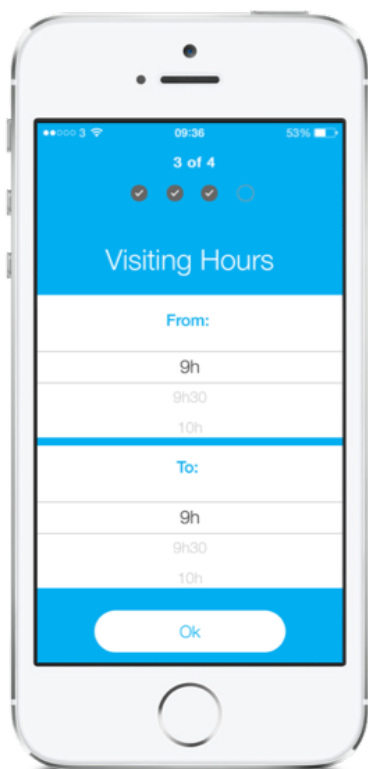 3 09:36 53%
3 of 4
Visiting Hours
From:
9h
9h30
10h
To:
9h
9h30
10h
Ok